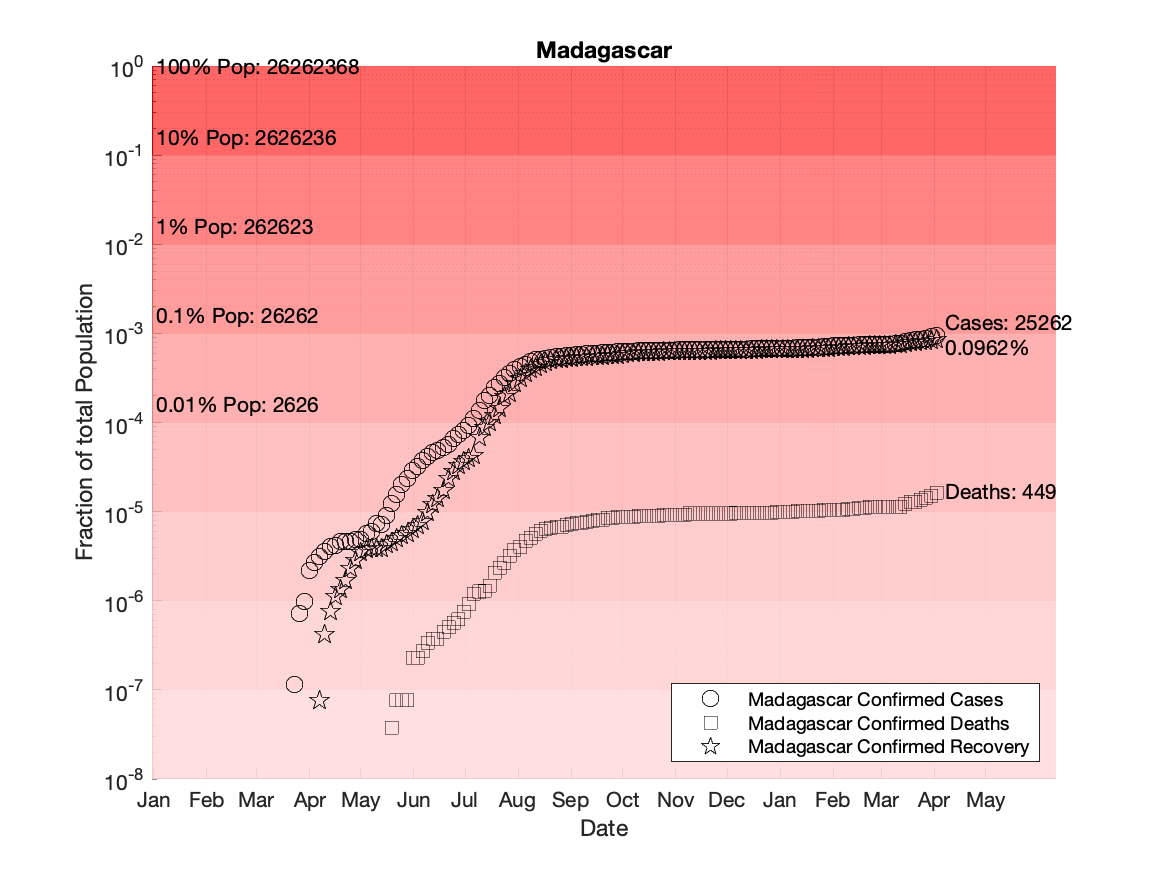 Madagascar
10^0
100% Pop: 26262368
10% Pop: 2626236
10^-1
1% Pop: 262623
10^-2
0.1% Pop: 26262
10^-3
Cases: 25262
0.0962%
0.01% Pop: 2626
10^-4
Deaths: 449
10^-5
10^-6
10^-7
10^-8
Fraction of total Population
Madagascar Confirmed Cases
Madagascar Confirmed Deaths
Madagascar Confirmed Recovery
Jan Feb Mar Apr May Jun Jul Aug Sep Oct Nov Dec Jan Feb Mar Apr May
Date